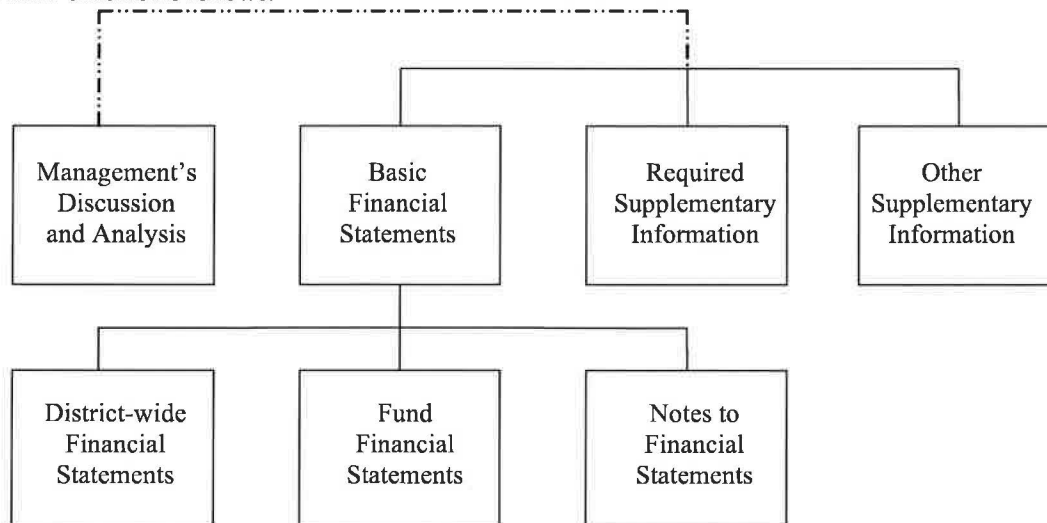 Management's
Discussion
and Analysis
Basic
Financial
Statements
Required
Supplementary
Information
Other
Supplementary
Information
District-wide
Financial
Statements
Fund
Financial
Statements
Notes to
Financial
Statements